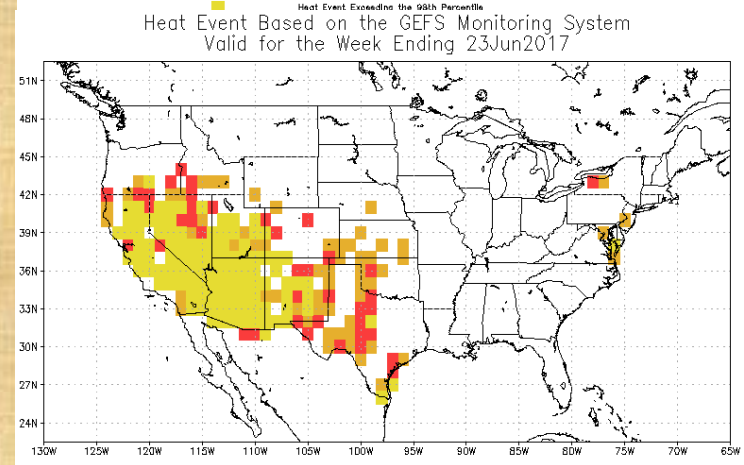 Heat Event Exceeding the 98th Percentile
Heat Event Based on the GEFS Monitoring System
Valid for the Week Ending 23Jun2017
51N
48N
45N
42N
39N
36N
33N
30N
27N
24N
130W 125W 120W 115W 110W 105W 100W 95W 90W 85W 80W 75W 70W 65W